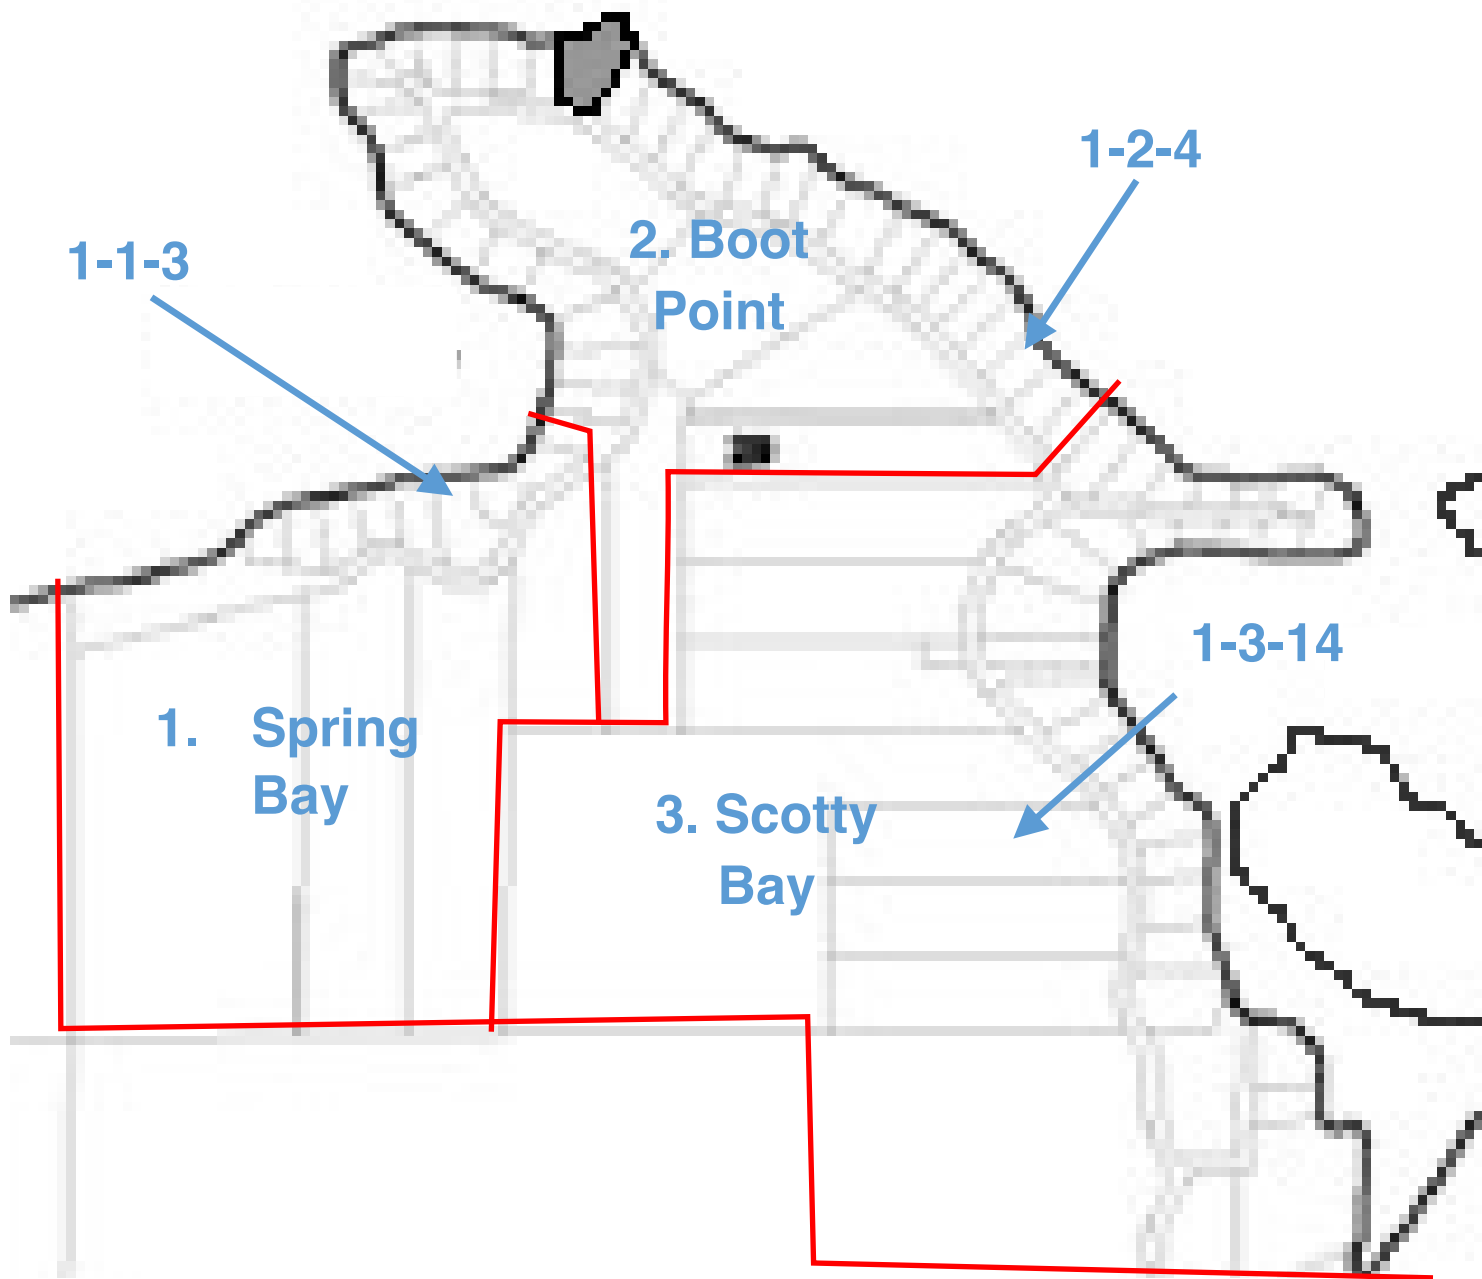 1-2-4
2. Boot
Point
1-1-3
1-3-14
1. Spring
Bay
3. Scotty
Bay